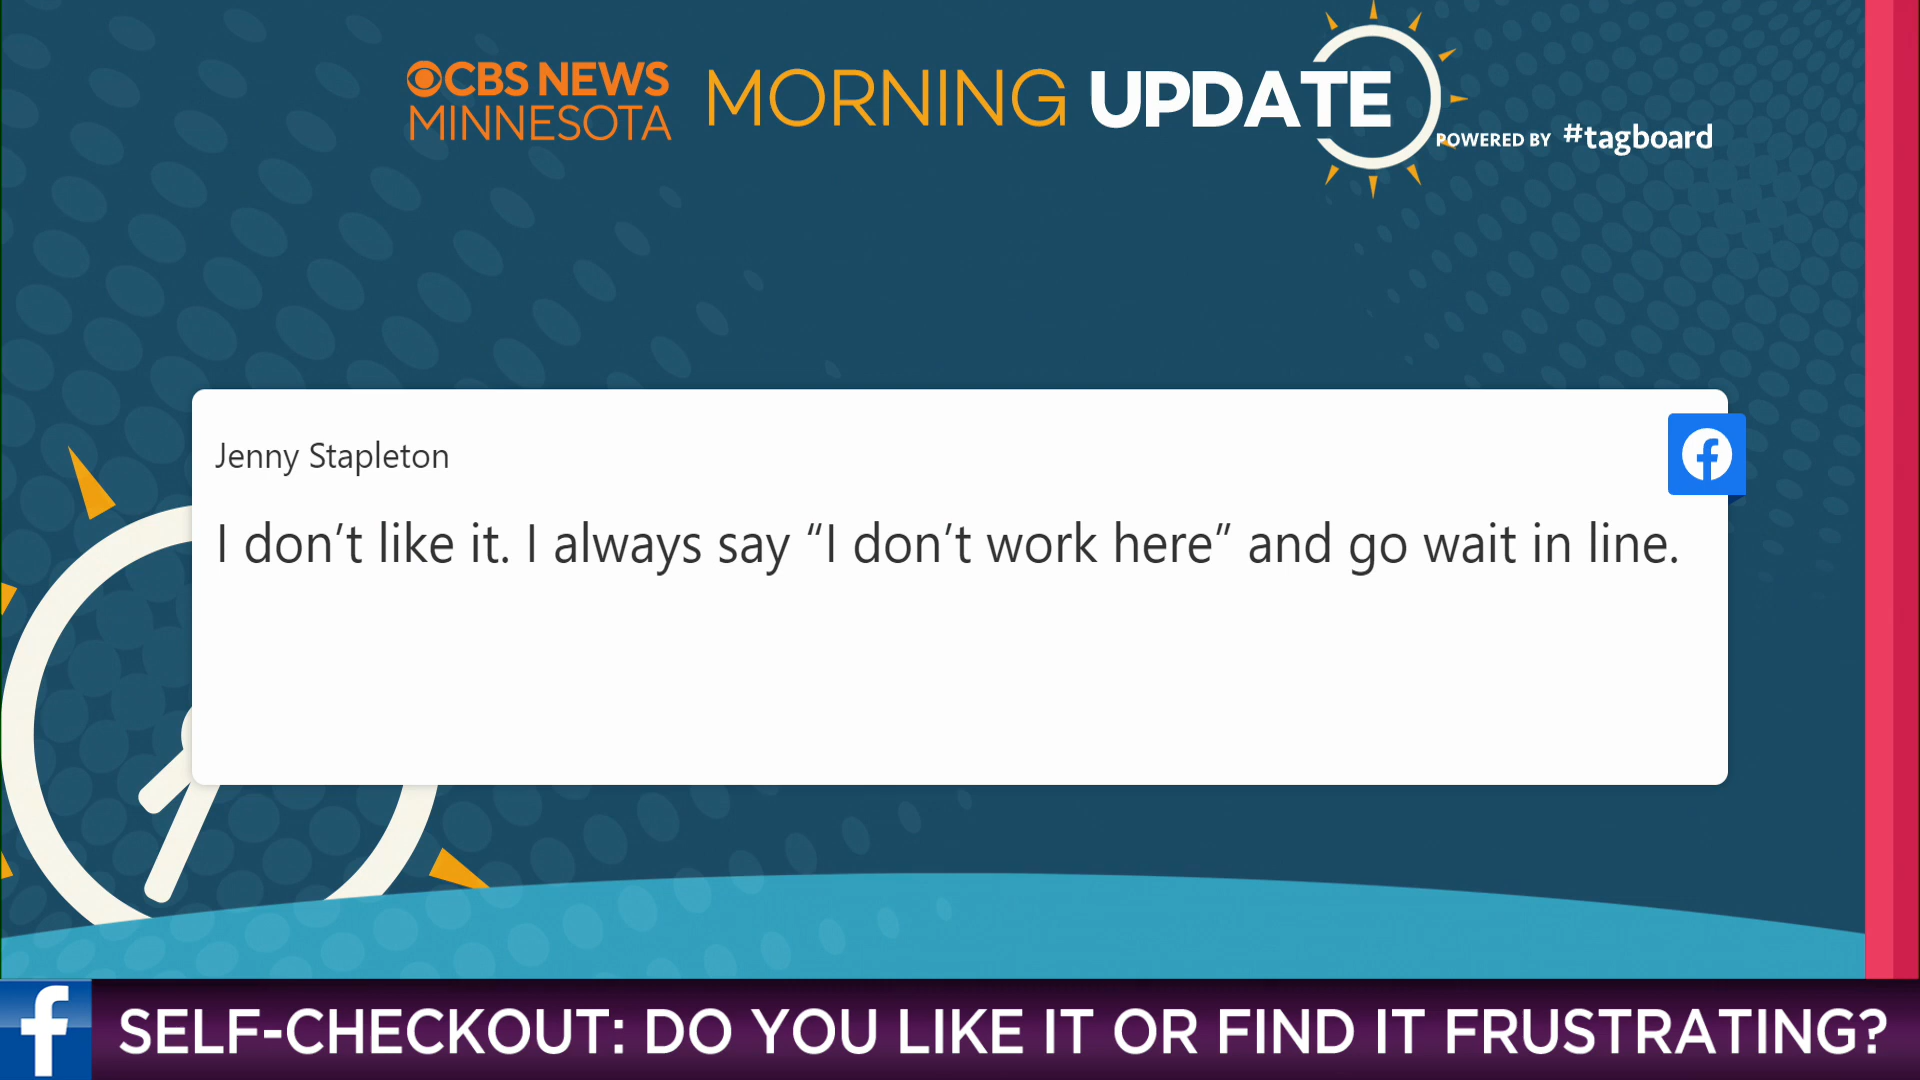 CBS NEWS
MINNESOTA
MORNING UPDATE
POWERED BY #tagboard
Jenny Stapleton
I don’t like it. I always say “I don’t work here” and go wait in line.
SELF-CHECKOUT: DO YOU LIKE IT OR FIND IT FRUSTRATING?